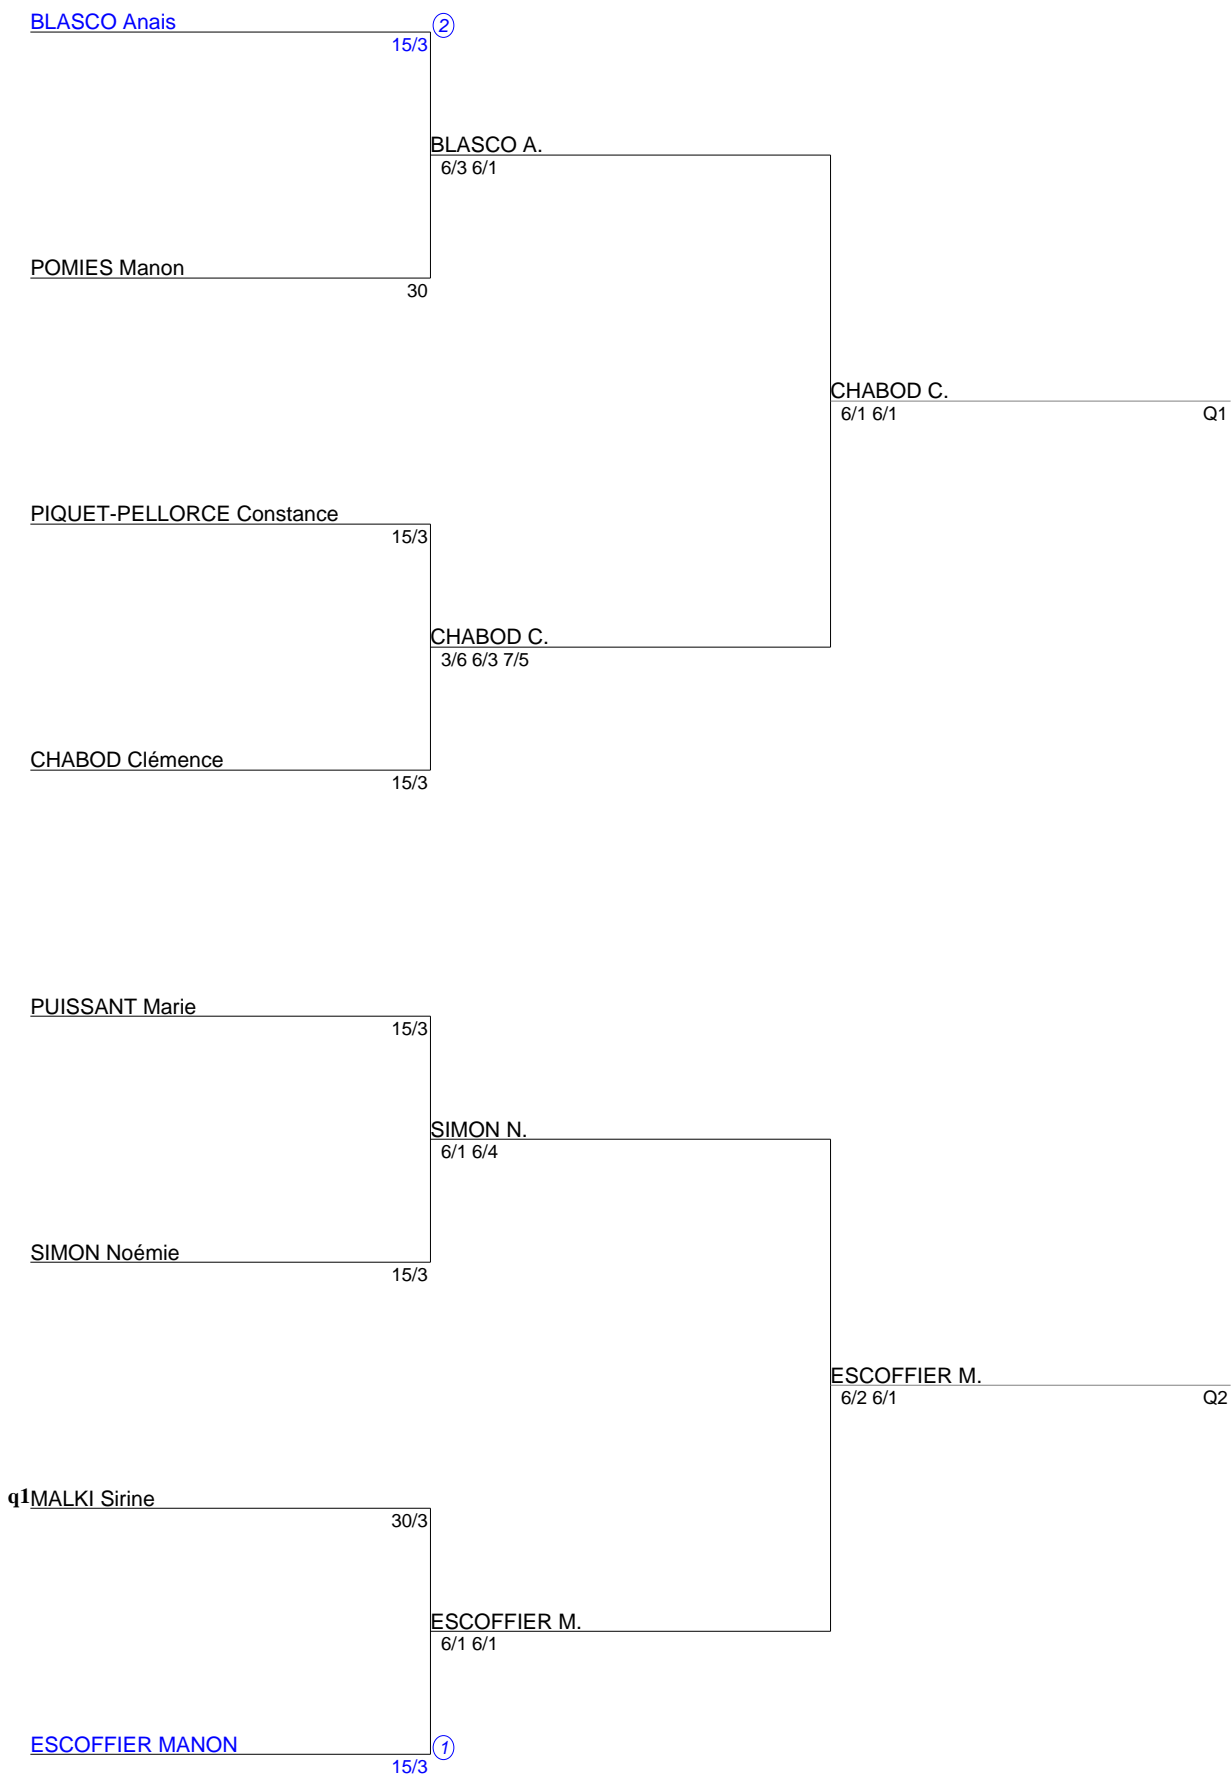 BLASCO Anais
2
15/3
BLASCO A.
6/3 6/1
POMIES Manon
30
CHABOD C.
6/1 6/1 Q1
PIQUET-PELLORCE Constance
15/3
CHABOD C.
3/6 6/3 7/5
CHABOD Clémence
15/3
PUISSANT Marie
15/3
SIMON N.
6/1 6/4
SIMON Noémie
15/3
ESCOFFIER M.
6/2 6/1 Q2
q1 MALKI Sirine
30/3
ESCOFFIER M.
6/1 6/1
ESCOFFIER MANON
1
15/3